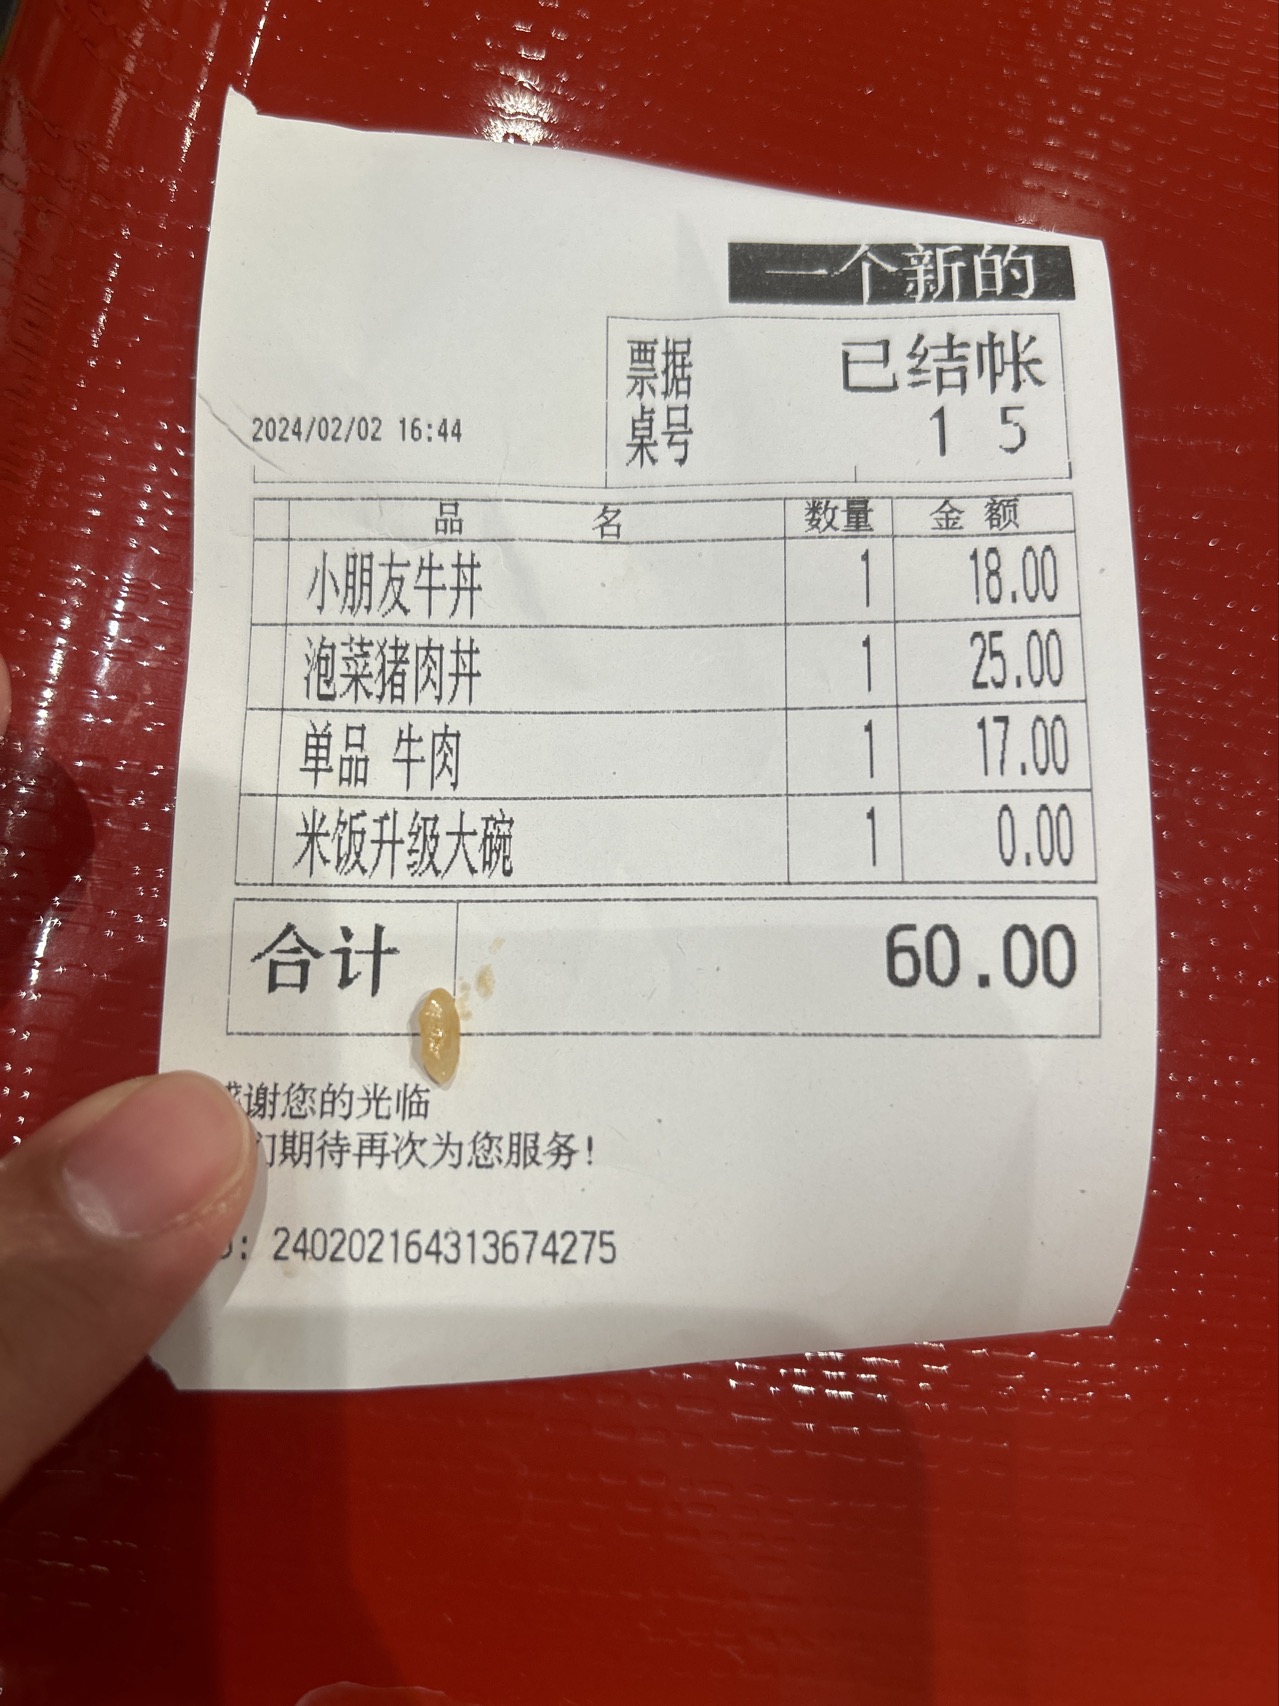 一个新的
票据 已结帐
2024/02/02 16:44 桌号 15
品 名 数量 金额
小朋友牛丼 1 18.00
泡菜猪肉丼 1 25.00
单品 牛肉 1 17.00
米饭升级大碗 1 0.00
合计 60.00
谢您的光临
期待再次为您服务!
: 240202164313674275